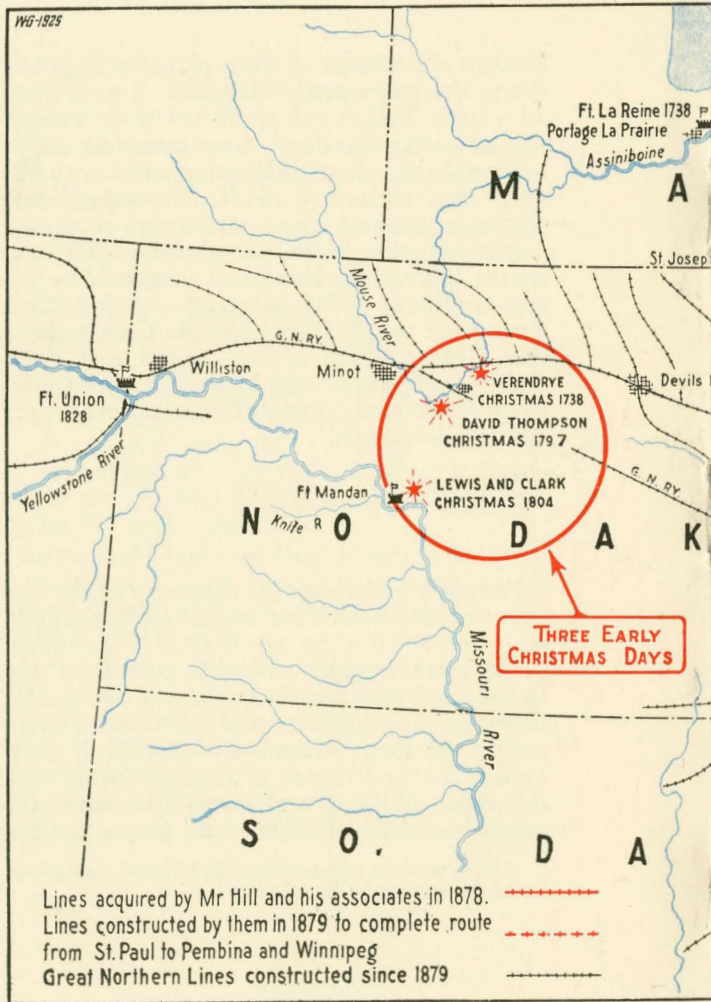 WG-1925
Ft. La Reine 1738
Portage La Prairie
Assiniboine
M A
St. Josep
Mouse River
G. N. RY.
Williston
Minot
Devils
Ft. Union
1828
VERENDRYE
CHRISTMAS 1738
DAVID THOMPSON
CHRISTMAS 1797
Yellowstone River
LEWIS AND CLARK
CHRISTMAS 1804
G. N. RY.
Ft Mandan
Knife R
N O D A K
THREE EARLY
CHRISTMAS DAYS
Missouri
River
S O. D A
Lines acquired by Mr Hill and his associates in 1878.
Lines constructed by them in 1879 to complete route
from St. Paul to Pembina and Winnipeg
Great Northern Lines constructed since 1879